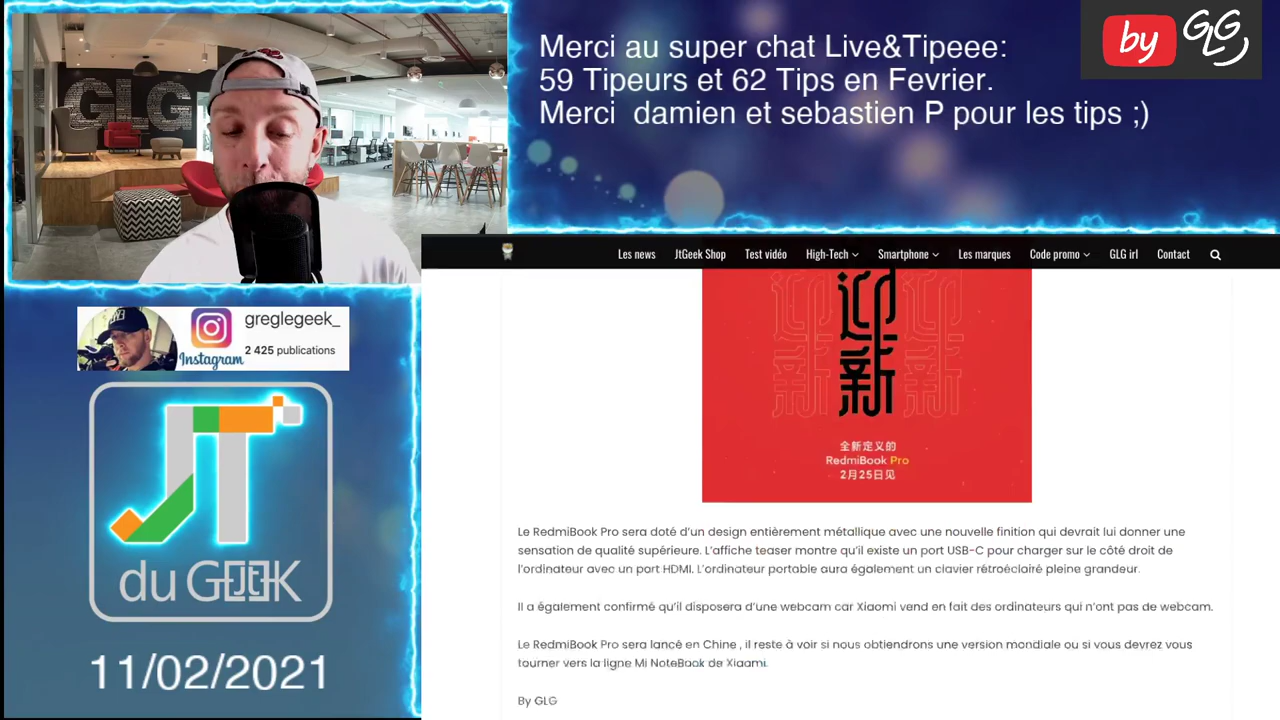 GLG
Merci au super chat Live&Tipeee:
59 Tipeurs et 62 Tips en Fevrier.
Merci  damien et sebastien P pour les tips ;)
by GLG
greglegeek_
2 425 publications
Instagram
JT
du GEEK
11/02/2021
Les news
JtGeek Shop
Test vidéo
High-Tech
Smartphone
Les marques
Code promo
GLG irl
Contact
迎新
全新定义的
RedmiBook Pro
2月25日见
Le RedmiBook Pro sera doté d’un design entièrement métallique avec une nouvelle finition qui devrait lui donner une
sensation de qualité supérieure. L’affiche teaser montre qu’il existe un port USB-C pour charger sur le côté droit de
l’ordinateur avec un port HDMI. L’ordinateur portable aura également un clavier rétroéclairé pleine grandeur.
Il a également confirmé qu’il disposera d’une webcam car Xiaomi vend en fait des ordinateurs qui n’ont pas de webcam.
Le RedmiBook Pro sera lancé en Chine , il reste à voir si nous obtiendrons une version mondiale ou si vous devrez vous
tourner vers la ligne Mi NoteBook de Xiaomi.
By GLG